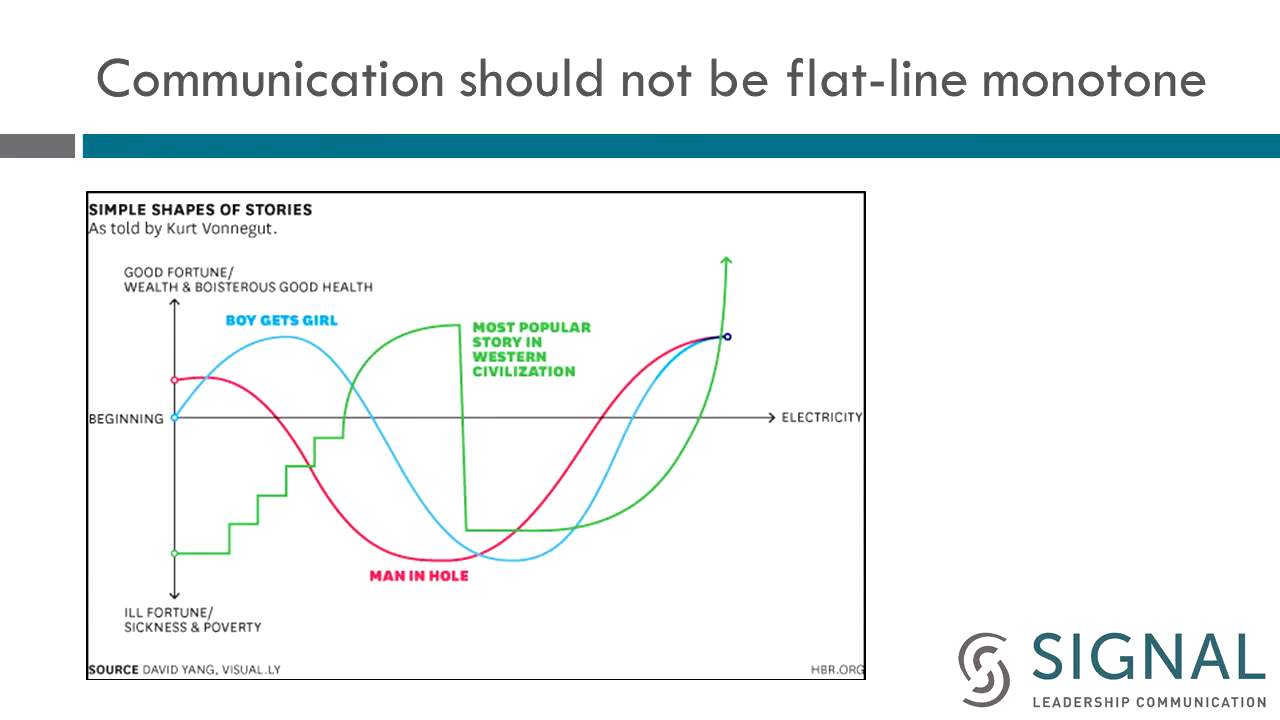 Communication should not be flat-line monotone
SIMPLE SHAPES OF STORIES
As told by Kurt Vonnegut.
GOOD FORTUNE/
WEALTH & BOISTEROUS GOOD HEALTH
BOY GETS GIRL
MOST POPULAR
STORY IN
WESTERN
CIVILIZATION
BEGINNING
ELECTRICITY
MAN IN HOLE
ILL FORTUNE/
SICKNESS & POVERTY
SOURCE DAVID YANG, VISUAL.LY
HBR.ORG
SIGNAL
LEADERSHIP COMMUNICATION